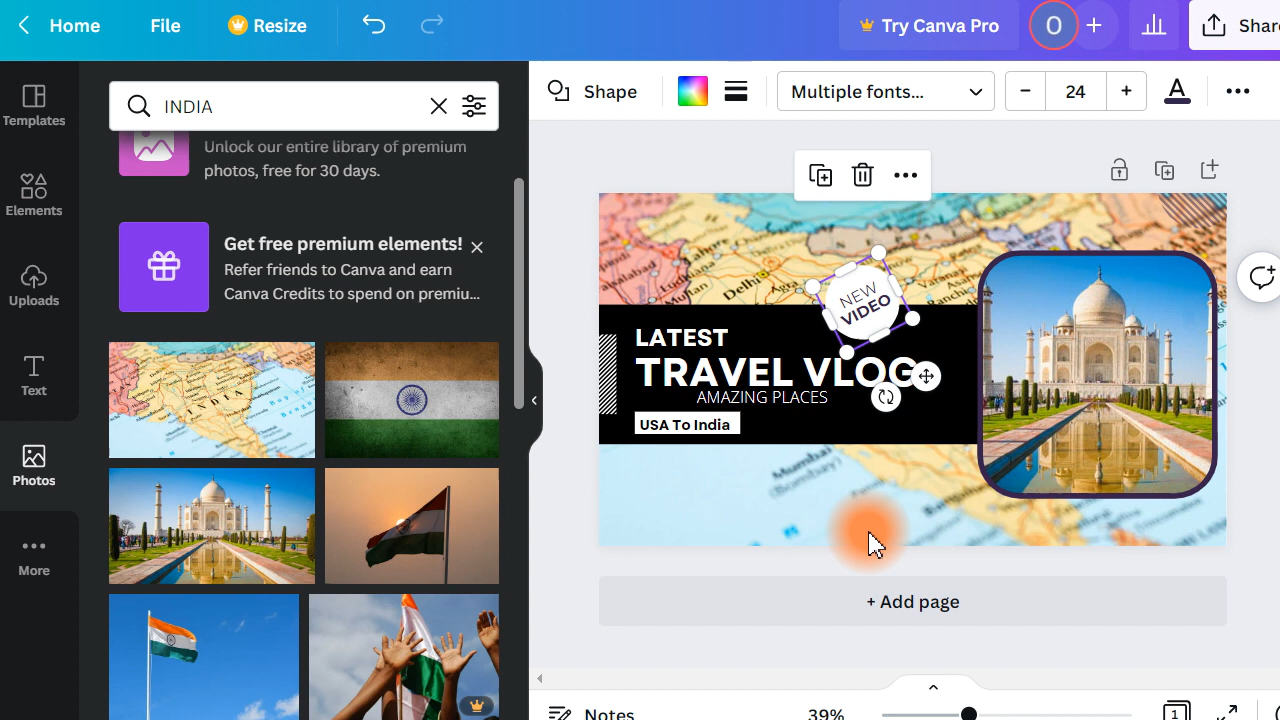 Home
File
Resize
Try Canva Pro
O
Share
Templates
Elements
Uploads
Text
Photos
More
INDIA
Unlock our entire library of premium
photos, free for 30 days.
Get free premium elements!
Refer friends to Canva and earn
Canva Credits to spend on premiu...
INDIA
Shape
Multiple fonts...
− 24 +
A
Delhi
Agra
NEW
VIDEO
LATEST
TRAVEL VLOG
AMAZING PLACES
USA To India
Mumbai
(Bombay)
+ Add page
Notes
39%
1